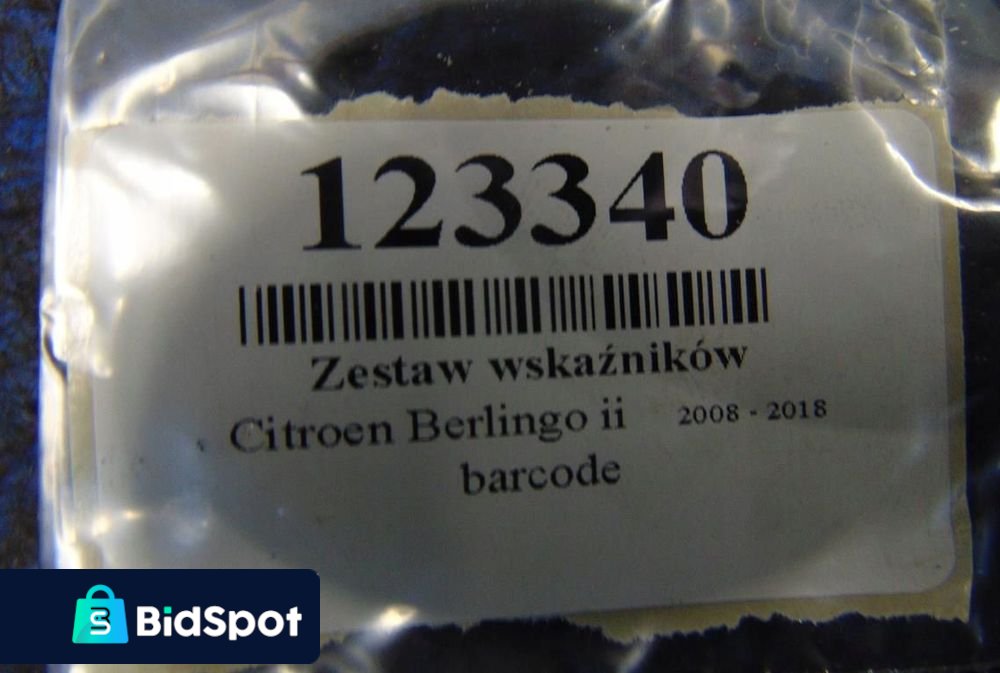 123340
Zestaw wskaźników
Citroen Berlingo ii 2008 - 2018
barcode
BidSpot